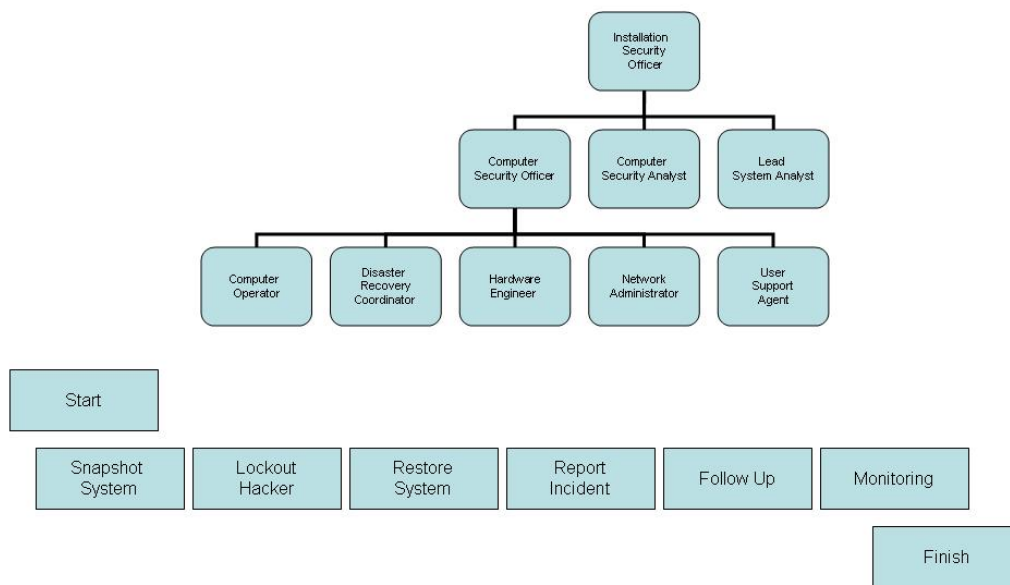 Installation
Security
Officer
Computer
Security Officer
Computer
Security Analyst
Lead
System Analyst
Computer
Operator
Disaster
Recovery
Coordinator
Hardware
Engineer
Network
Administrator
User
Support
Agent
Start
Snapshot
System
Lockout
Hacker
Restore
System
Report
Incident
Follow Up
Monitoring
Finish